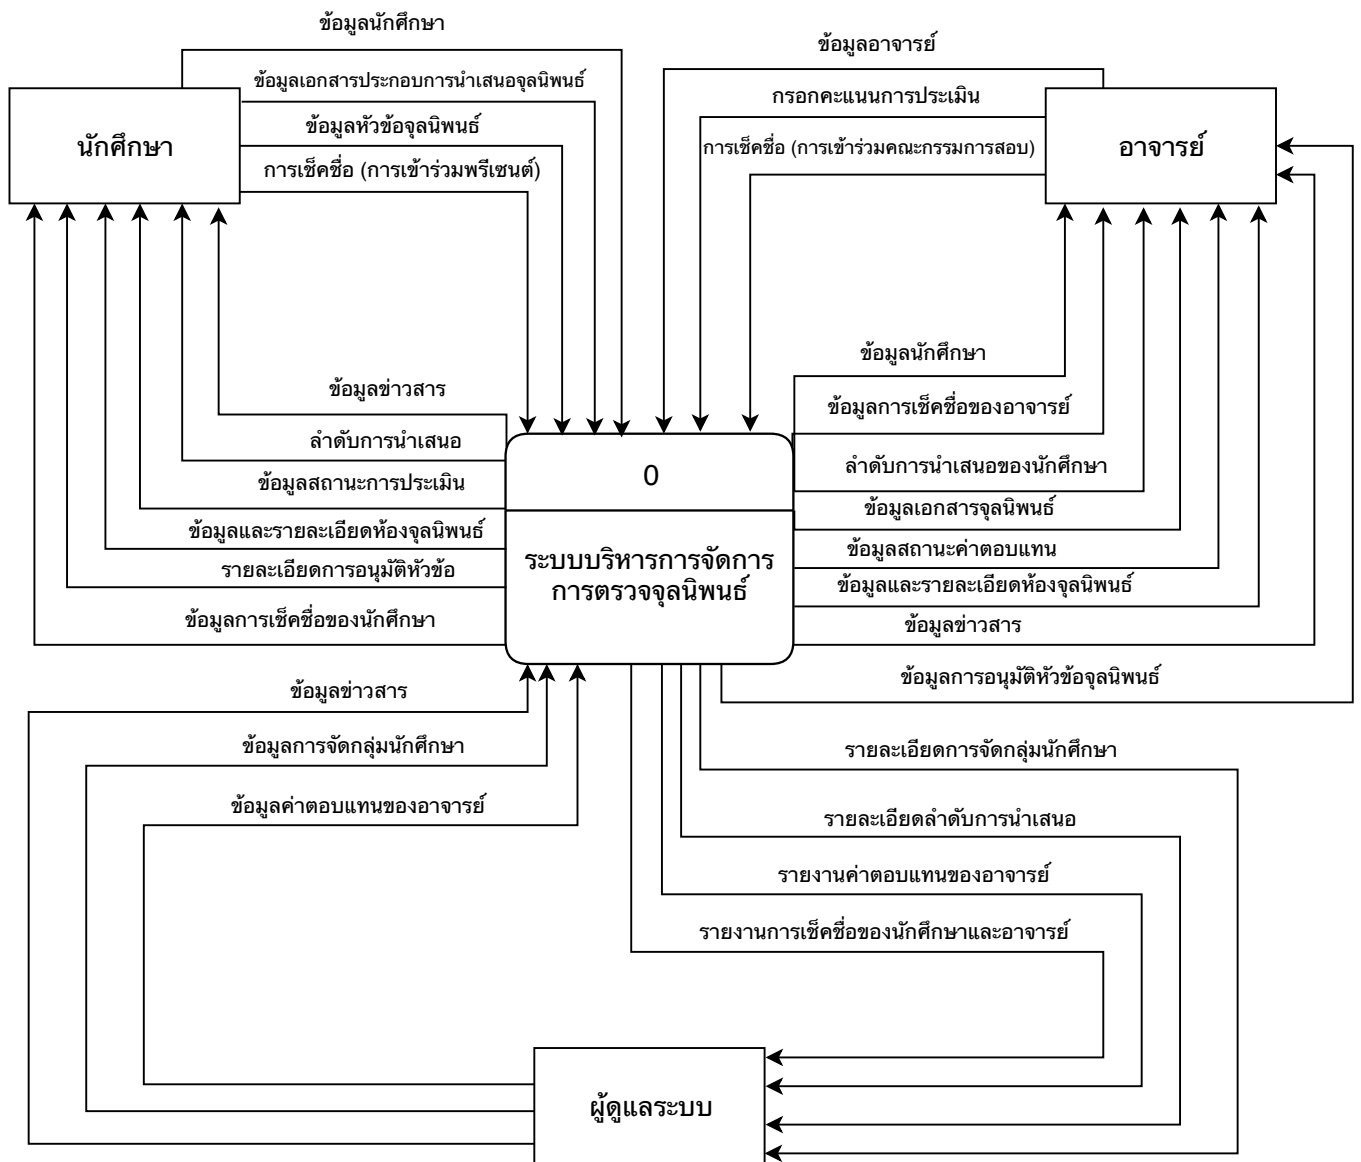 ข้อมูลนักศึกษา
ข้อมูลอาจารย์
ข้อมูลเอกสารประกอบการนำเสนอจุลนิพนธ์
กรอกคะแนนการประเมิน
นักศึกษา
ข้อมูลหัวข้อจุลนิพนธ์
การเช็คชื่อ (การเข้าร่วมคณะกรรมการสอบ)
อาจารย์
การเช็คชื่อ (การเข้าร่วมพรีเซนต์)
ข้อมูลนักศึกษา
ข้อมูลข่าวสาร
ข้อมูลการเช็คชื่อของอาจารย์
ลำดับการนำเสนอ
0
ลำดับการนำเสนอของนักศึกษา
ข้อมูลสถานะการประเมิน
ข้อมูลเอกสารจุลนิพนธ์
ข้อมูลและรายละเอียดห้องจุลนิพนธ์
ระบบบริหารการจัดการ
การตรวจจุลนิพนธ์
ข้อมูลสถานะค่าตอบแทน
รายละเอียดการอนุมัติหัวข้อ
ข้อมูลและรายละเอียดห้องจุลนิพนธ์
ข้อมูลการเช็คชื่อของนักศึกษา
ข้อมูลข่าวสาร
ข้อมูลการอนุมัติหัวข้อจุลนิพนธ์
ข้อมูลข่าวสาร
ข้อมูลการจัดกลุ่มนักศึกษา
รายละเอียดการจัดกลุ่มนักศึกษา
ข้อมูลค่าตอบแทนของอาจารย์
รายละเอียดลำดับการนำเสนอ
รายงานค่าตอบแทนของอาจารย์
รายงานการเช็คชื่อของนักศึกษาและอาจารย์
ผู้ดูแลระบบ